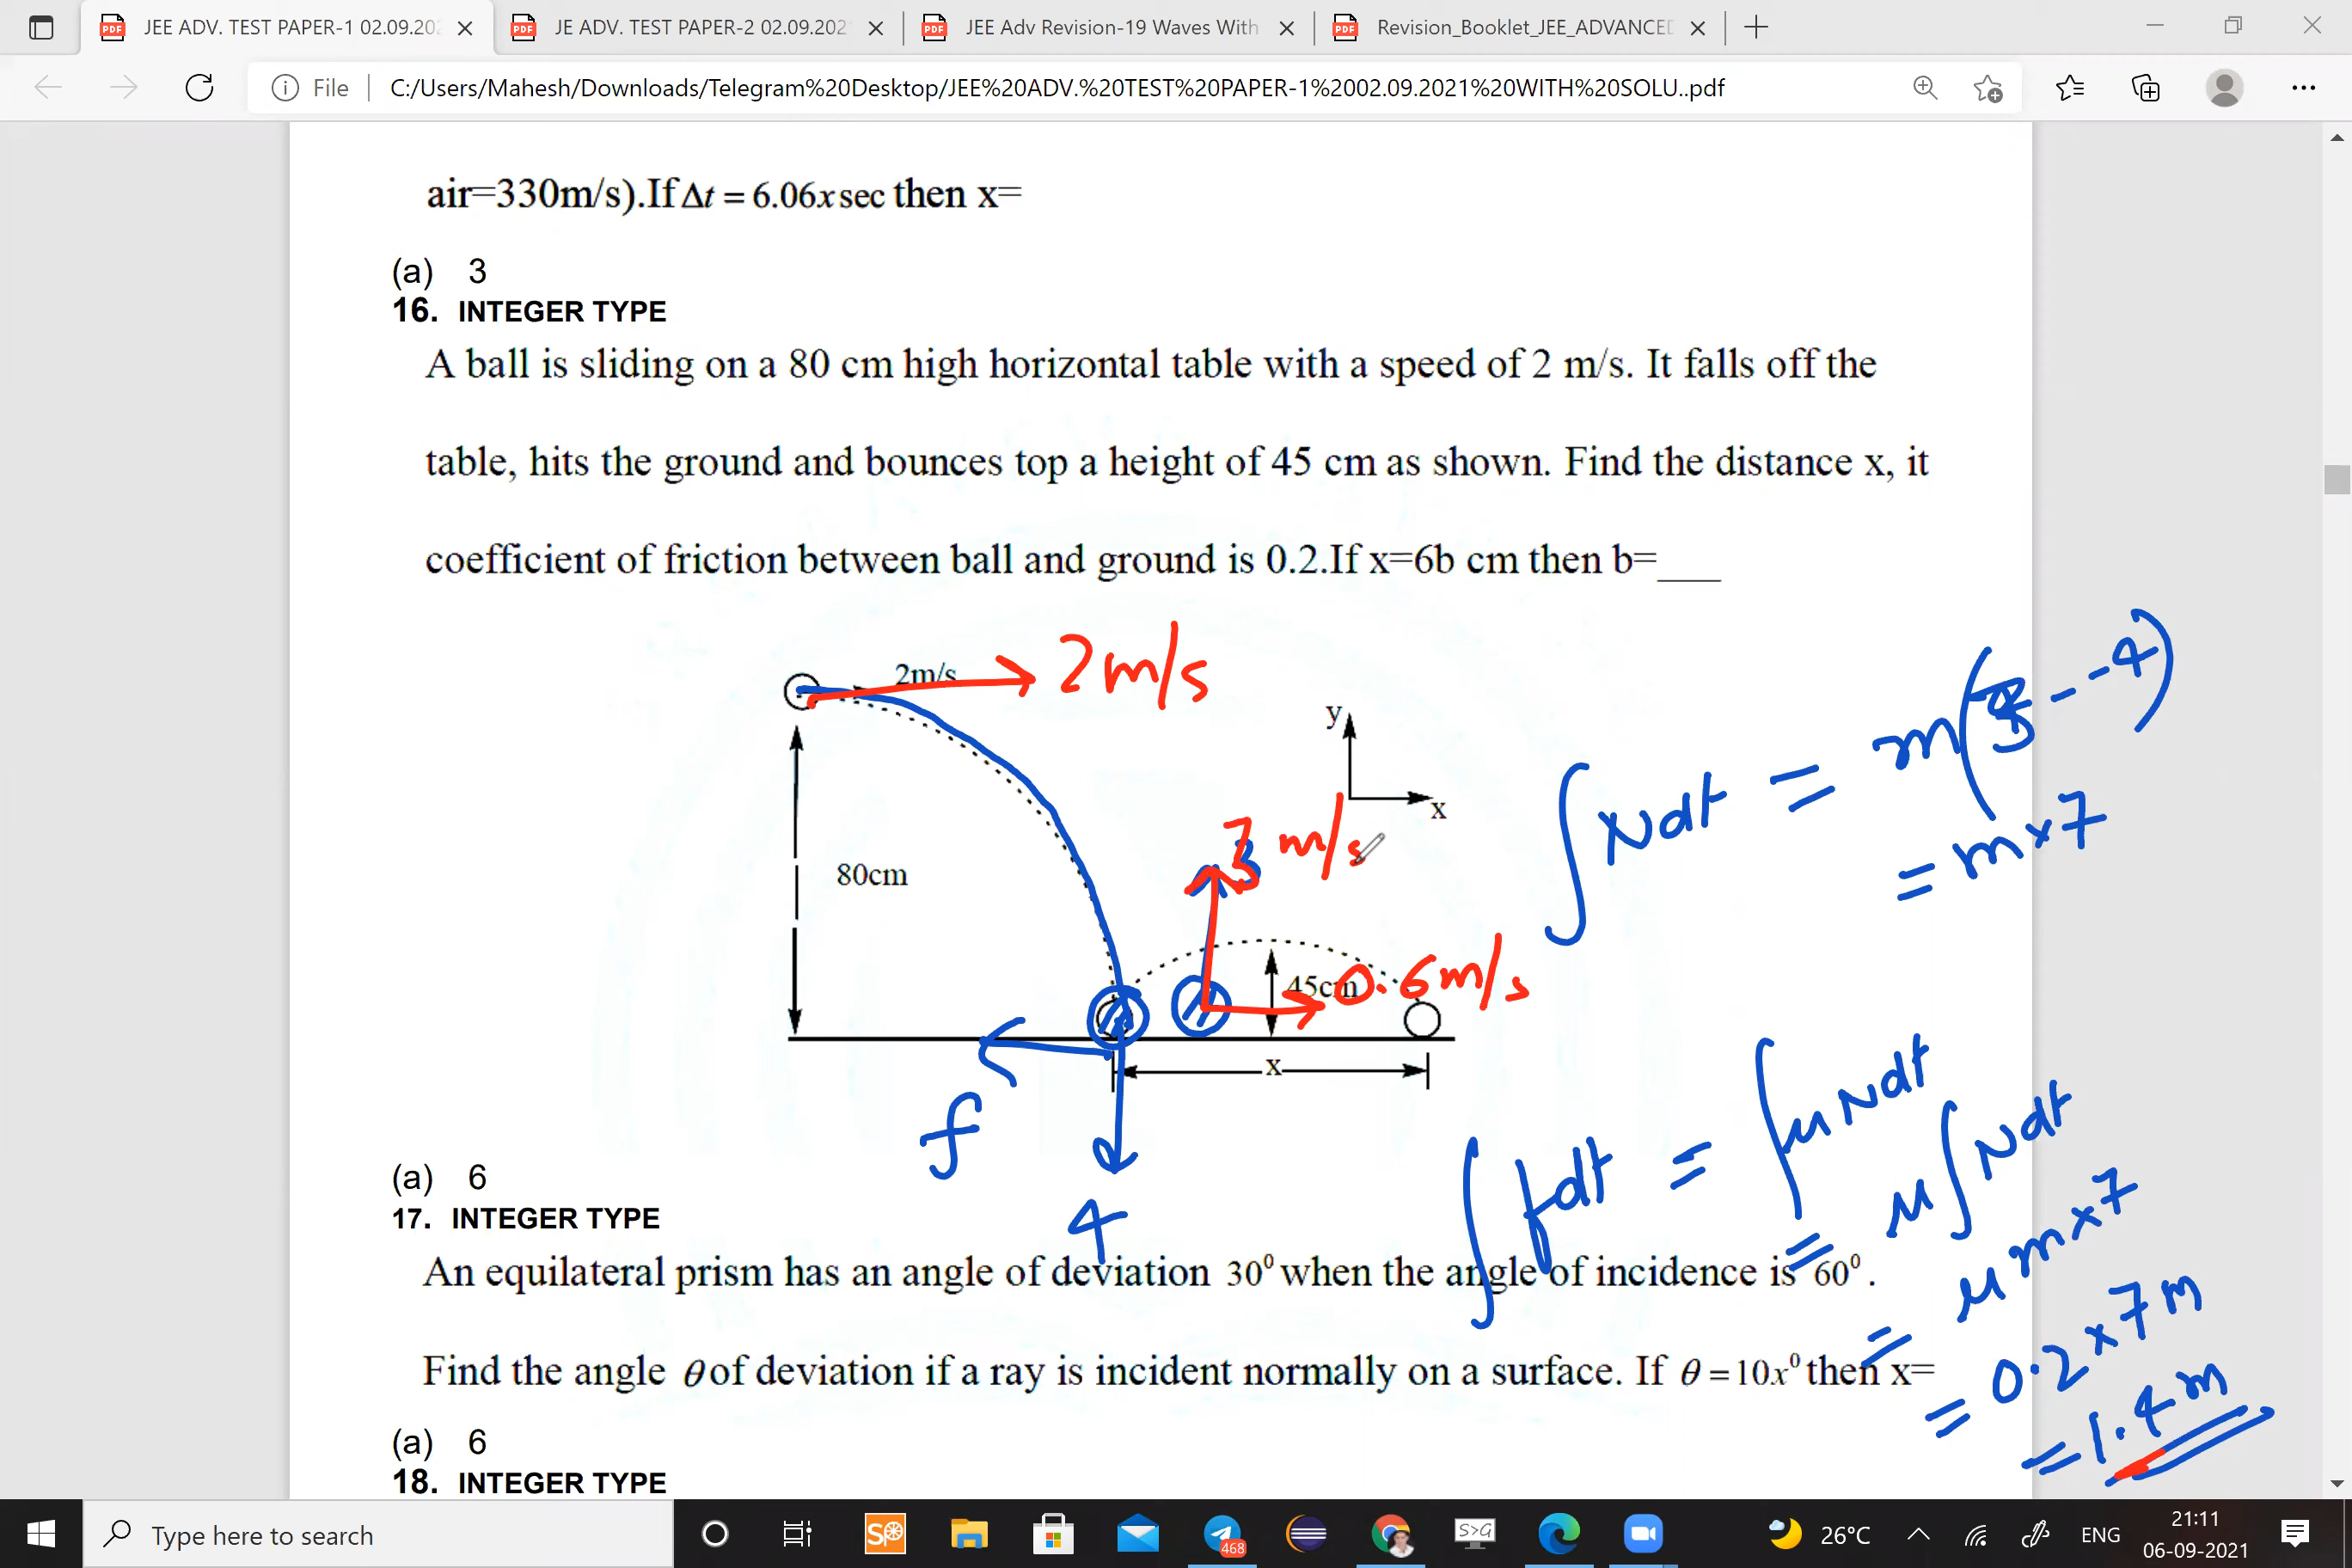 JEE ADV. TEST PAPER-1 02.09.202
JE ADV. TEST PAPER-2 02.09.202
JEE Adv Revision-19 Waves With
Revision_Booklet_JEE_ADVANCED
File
C:/Users/Mahesh/Downloads/Telegram%20Desktop/JEE%20ADV.%20TEST%20PAPER-1%2002.09.2021%20WITH%20SOLU..pdf
air=330m/s).If Δt = 6.06x sec then x=
(a) 3
16. INTEGER TYPE
A ball is sliding on a 80 cm high horizontal table with a speed of 2 m/s. It falls off the
table, hits the ground and bounces top a height of 45 cm as shown. Find the distance x, it
coefficient of friction between ball and ground is 0.2.If x=6b cm then b=____
2m/s
2m/s
y
x
80cm
3 m/s
3
45cm
0.6m/s
x
f
4
∫Ndt = m(3 - -4)
= m×7
∫fdt = ∫μNdt
= μ∫Ndt
= μm×7
= 0.2×7m
= 1.4m
(a) 6
17. INTEGER TYPE
An equilateral prism has an angle of deviation 30⁰ when the angle of incidence is 60⁰.
Find the angle θ of deviation if a ray is incident normally on a surface. If θ = 10x⁰ then x=
(a) 6
18. INTEGER TYPE
Type here to search
SP
468
S>G
26°C
ENG
21:11
06-09-2021